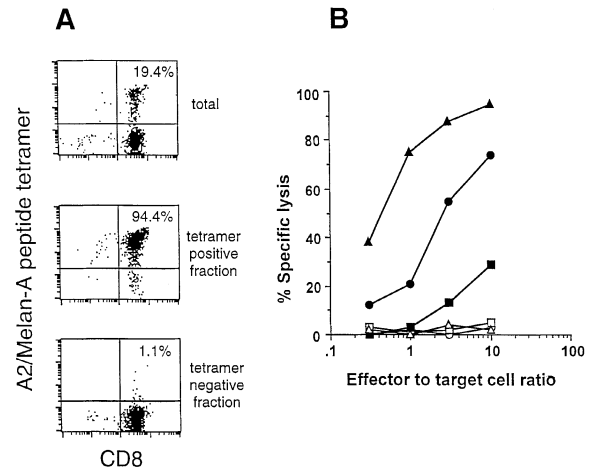 A
B
A2/Melan-A peptide tetramer
19.4%
total
94.4%
tetramer
positive
fraction
1.1%
tetramer
negative
fraction
CD8
% Specific lysis
100
80
60
40
20
0
.1
1
10
100
Effector to target cell ratio